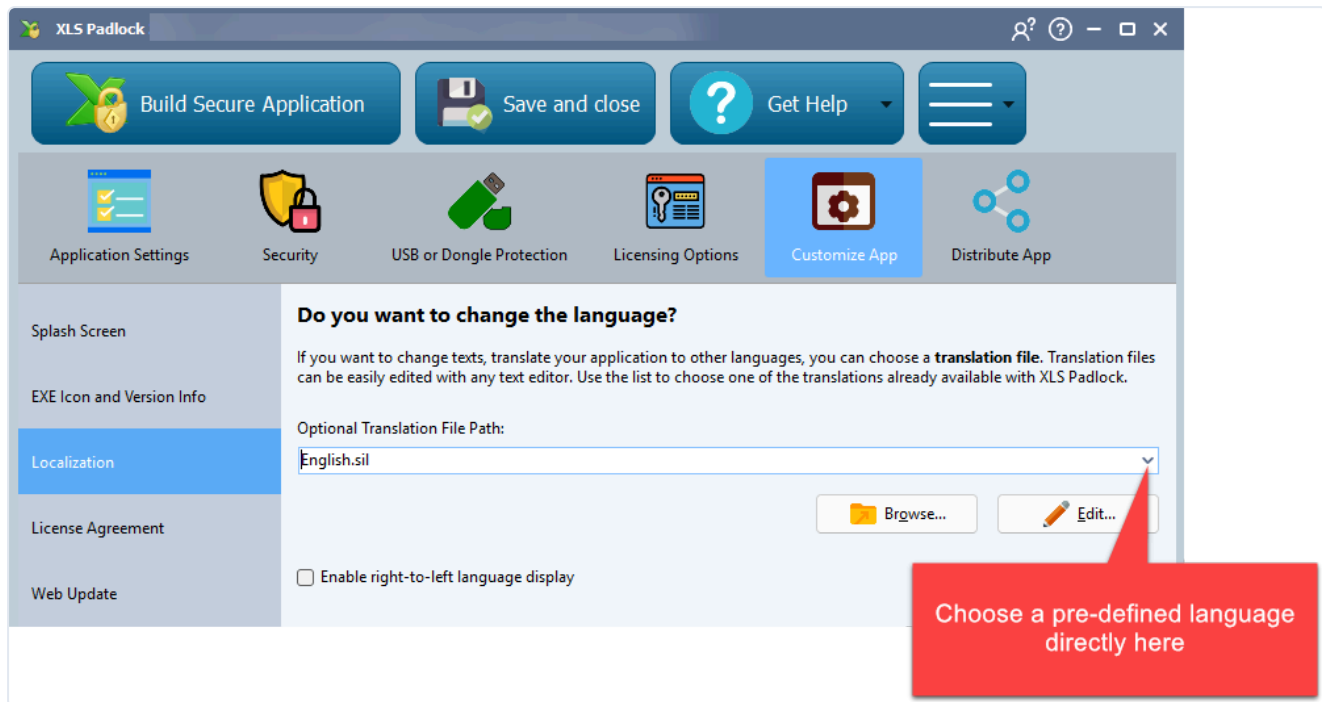 XLS Padlock
Build Secure Application
Save and close
Get Help
Application Settings
Security
USB or Dongle Protection
Licensing Options
Customize App
Distribute App
Splash Screen
EXE Icon and Version Info
Localization
License Agreement
Web Update
Do you want to change the language?
If you want to change texts, translate your application to other languages, you can choose a translation file. Translation files
can be easily edited with any text editor. Use the list to choose one of the translations already available with XLS Padlock.
Optional Translation File Path:
English.sil
Browse...
Edit...
Enable right-to-left language display
Choose a pre-defined language
directly here